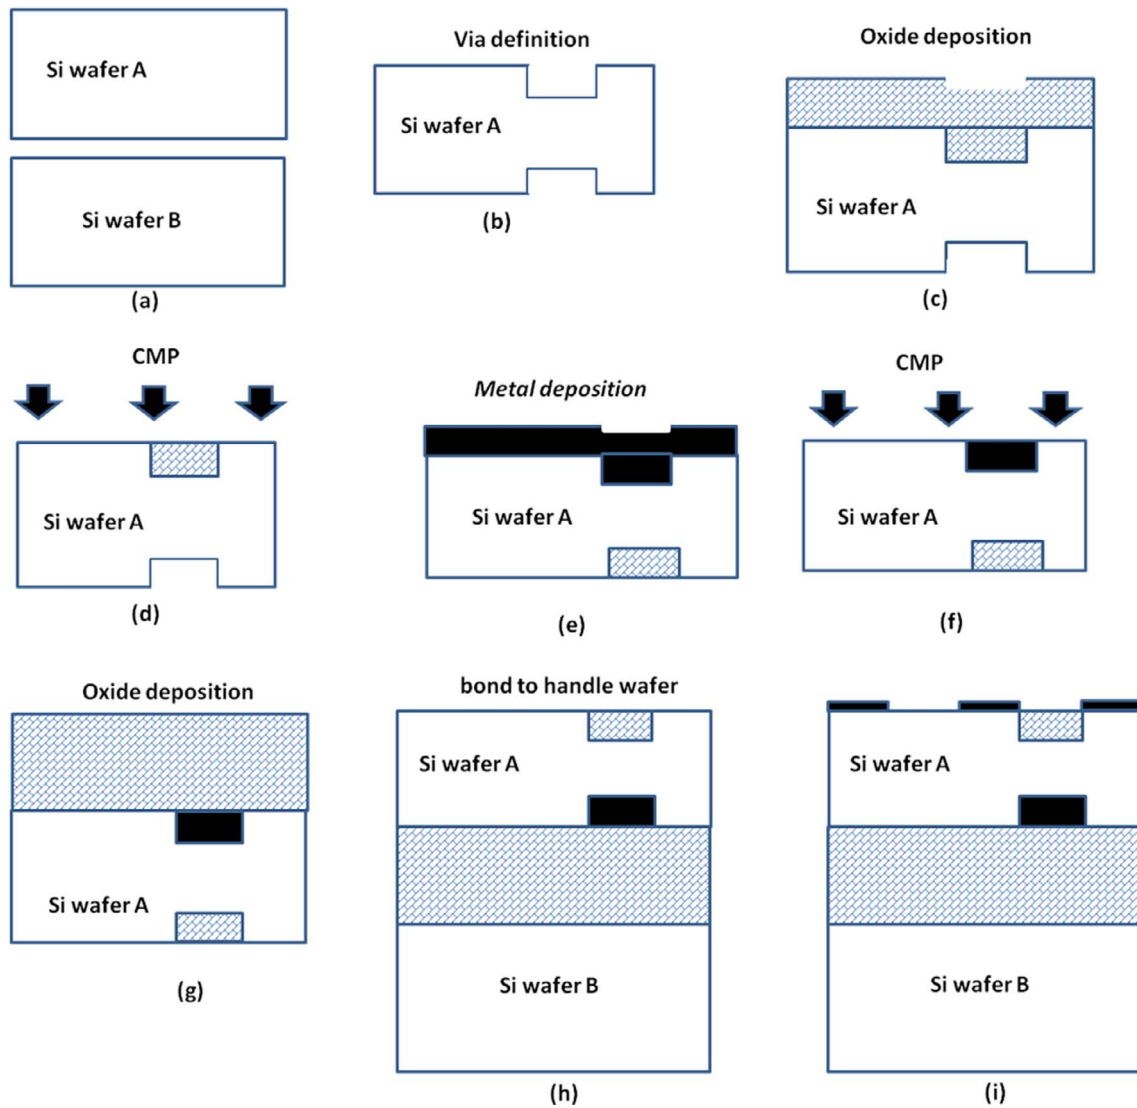 Si wafer A
Si wafer B
(a)
Via definition
Si wafer A
(b)
Oxide deposition
Si wafer A
(c)
CMP
Si wafer A
(d)
Metal deposition
Si wafer A
(e)
CMP
Si wafer A
(f)
Oxide deposition
Si wafer A
(g)
bond to handle wafer
Si wafer A
Si wafer B
(h)
Si wafer A
Si wafer B
(i)